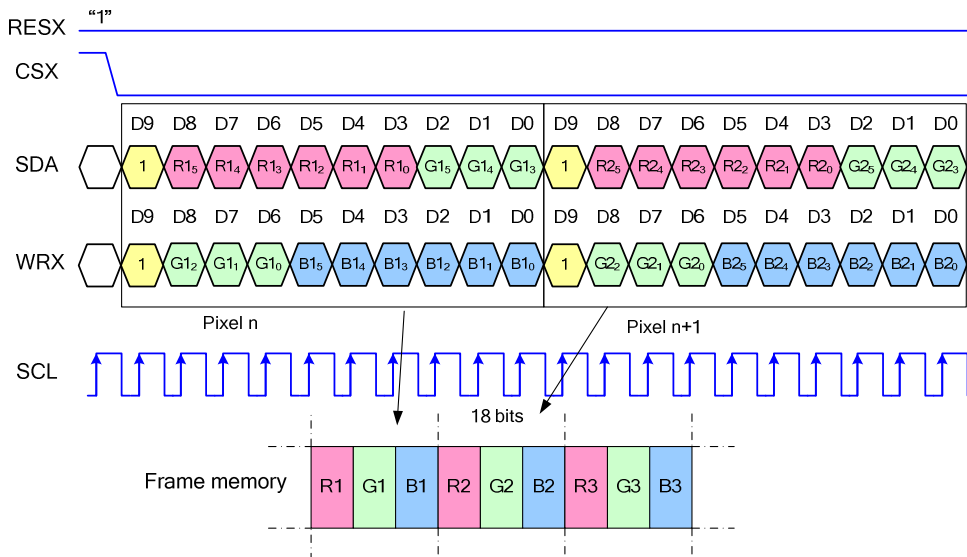 RESX “1”
CSX
D9 D8 D7 D6 D5 D4 D3 D2 D1 D0 D9 D8 D7 D6 D5 D4 D3 D2 D1 D0
SDA 1 R1₅ R1₄ R1₃ R1₂ R1₁ R1₀ G1₅ G1₄ G1₃ 1 R2₅ R2₄ R2₃ R2₂ R2₁ R2₀ G2₅ G2₄ G2₃
D9 D8 D7 D6 D5 D4 D3 D2 D1 D0 D9 D8 D7 D6 D5 D4 D3 D2 D1 D0
WRX 1 G1₂ G1₁ G1₀ B1₅ B1₄ B1₃ B1₂ B1₁ B1₀ 1 G2₂ G2₁ G2₀ B2₅ B2₄ B2₃ B2₂ B2₁ B2₀
Pixel n Pixel n+1
SCL
18 bits
Frame memory R1 G1 B1 R2 G2 B2 R3 G3 B3